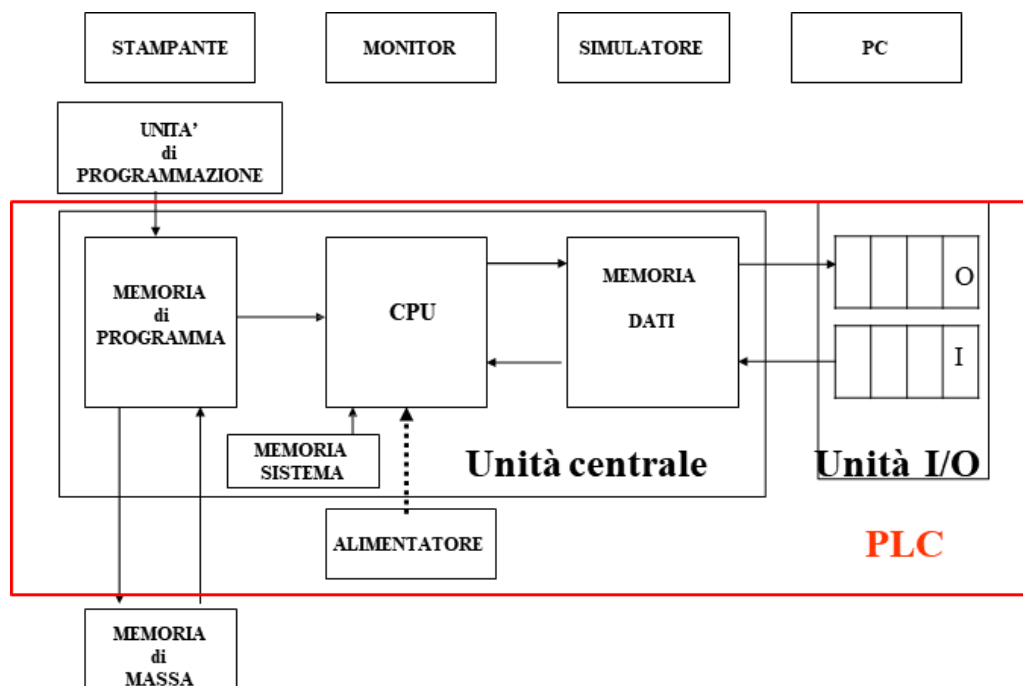 STAMPANTE
MONITOR
SIMULATORE
PC
UNITA’
di
PROGRAMMAZIONE
MEMORIA
di
PROGRAMMA
CPU
MEMORIA
DATI
O
I
MEMORIA
SISTEMA
Unità centrale
Unità I/O
ALIMENTATORE
PLC
MEMORIA
di
MASSA